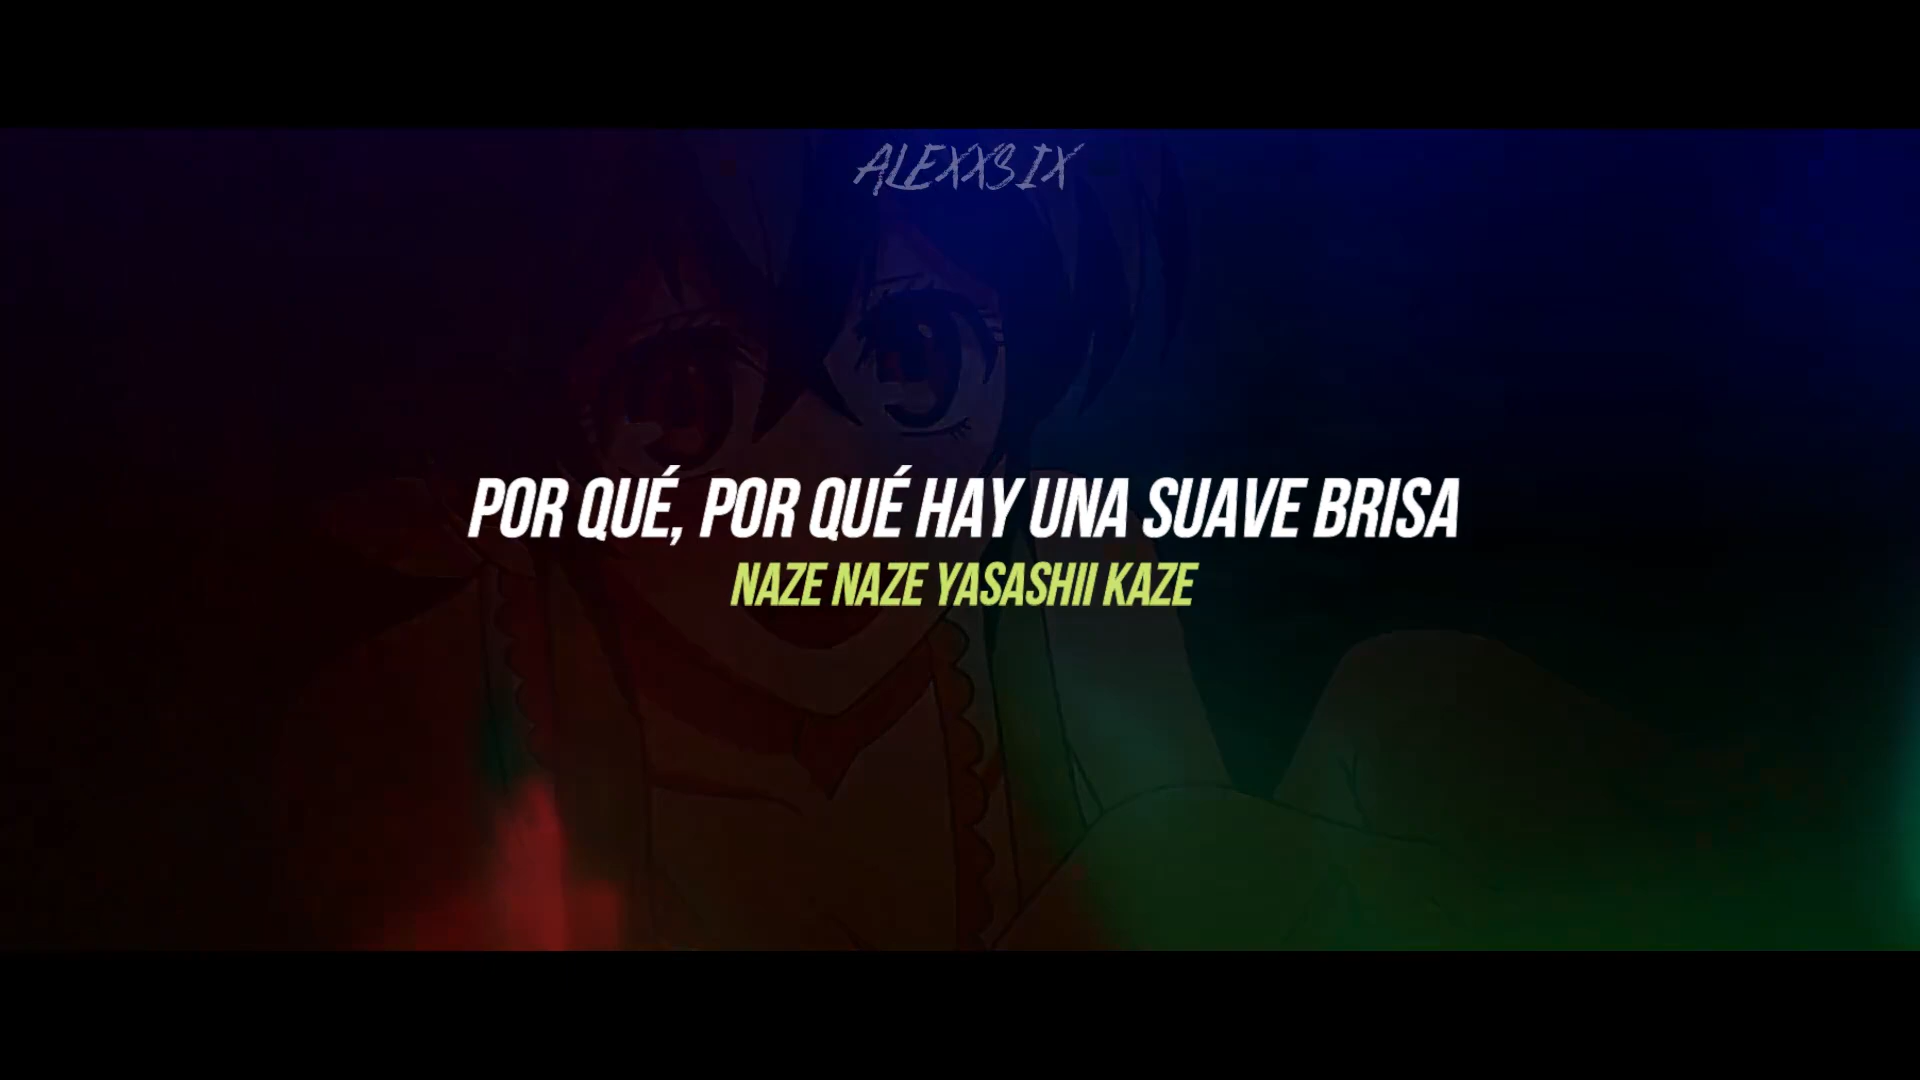 ALEXXSIX
POR QUÉ, POR QUÉ HAY UNA SUAVE BRISA
NAZE NAZE YASASHII KAZE